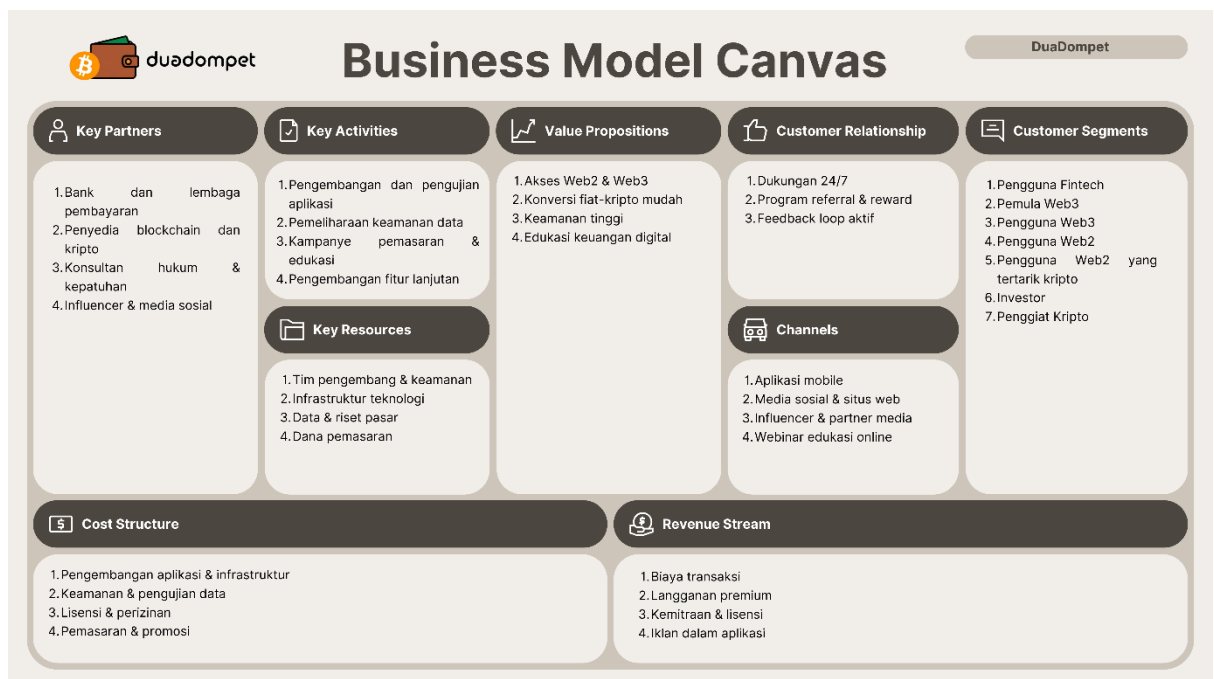 duadompet
Business Model Canvas
DuaDompet
Key Partners
1. Bank dan lembaga
pembayaran
2. Penyedia blockchain dan
kripto
3. Konsultan hukum &
kepatuhan
4. Influencer & media sosial
Key Activities
1. Pengembangan dan pengujian
aplikasi
2. Pemeliharaan keamanan data
3. Kampanye pemasaran &
edukasi
4. Pengembangan fitur lanjutan
Key Resources
1. Tim pengembang & keamanan
2. Infrastruktur teknologi
3. Data & riset pasar
4. Dana pemasaran
Value Propositions
1. Akses Web2 & Web3
2. Konversi fiat-kripto mudah
3. Keamanan tinggi
4. Edukasi keuangan digital
Customer Relationship
1. Dukungan 24/7
2. Program referral & reward
3. Feedback loop aktif
Channels
1. Aplikasi mobile
2. Media sosial & situs web
3. Influencer & partner media
4. Webinar edukasi online
Customer Segments
1. Pengguna Fintech
2. Pemula Web3
3. Pengguna Web3
4. Pengguna Web2
5. Pengguna Web2 yang
tertarik kripto
6. Investor
7. Penggiat Kripto
Cost Structure
1. Pengembangan aplikasi & infrastruktur
2. Keamanan & pengujian data
3. Lisensi & perizinan
4. Pemasaran & promosi
Revenue Stream
1. Biaya transaksi
2. Langganan premium
3. Kemitraan & lisensi
4. Iklan dalam aplikasi